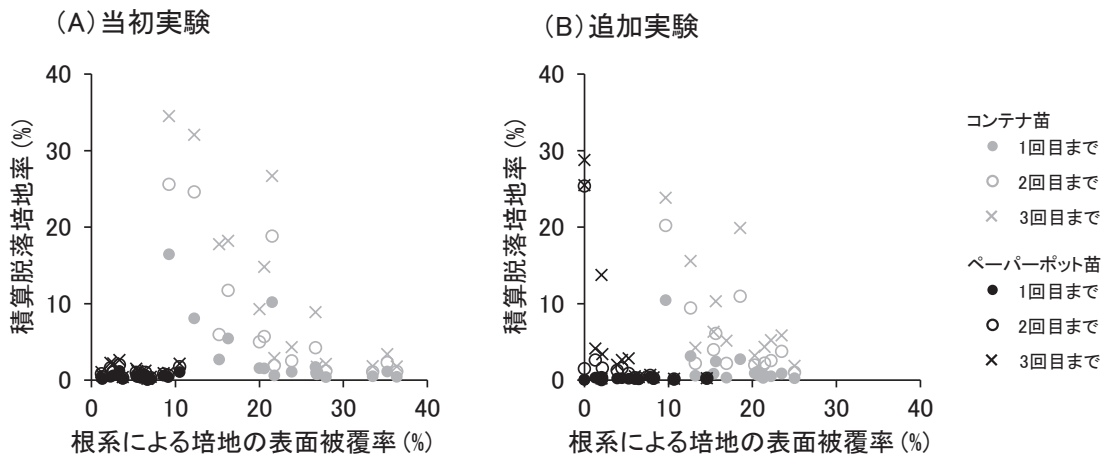 (A)当初実験
積算脱落培地率(%)
40
30
20
10
0
0 10 20 30 40
根系による培地の表面被覆率(%)
(B)追加実験
積算脱落培地率(%)
40
30
20
10
0
0 10 20 30 40
根系による培地の表面被覆率(%)
コンテナ苗
1回目まで
2回目まで
3回目まで
ペーパーポット苗
1回目まで
2回目まで
3回目まで